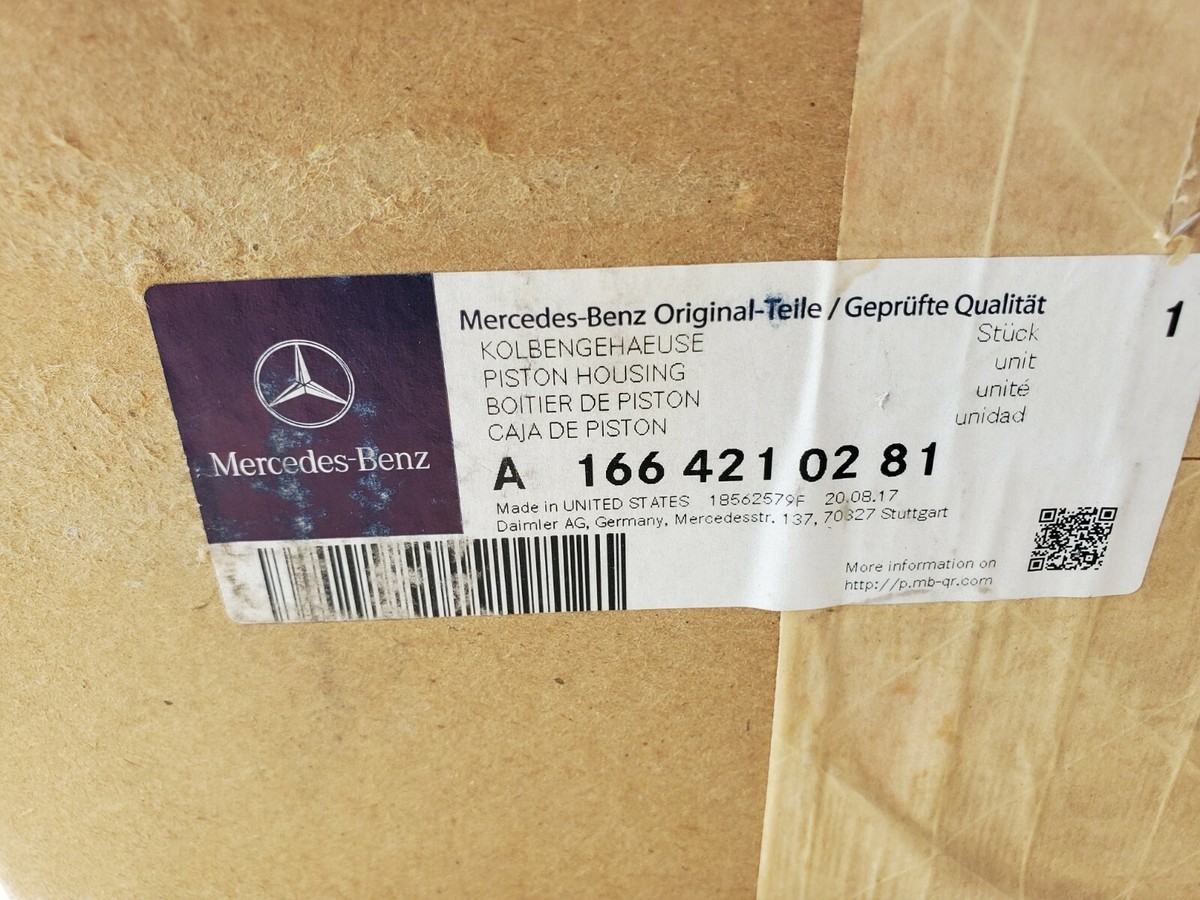 Mercedes-Benz
Mercedes-Benz Original-Teile / Geprüfte Qualität
KOLBENGEHAEUSE
PISTON HOUSING
BOITIER DE PISTON
CAJA DE PISTON
1
Stück
unit
unité
unidad
A 166 421 02 81
Made in UNITED STATES 18562579F 20.08.17
Daimler AG, Germany, Mercedesstr. 137, 70327 Stuttgart
More information on
http://p.mb-qr.com